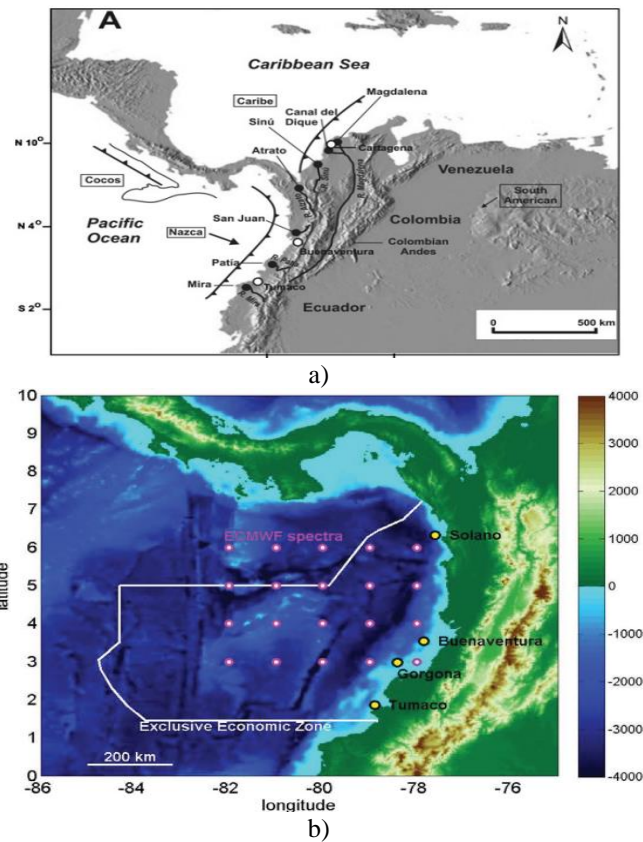 A
N
Caribbean Sea
Magdalena
Caribe
Canal del
Dique
Sinú
Cartagena
Atrato
N 10°
Venezuela
Cocos
South
American
San Juan
Colombia
N 4°
Pacific
Ocean
Nazca
Buenaventura
Colombian
Andes
Patía
Mira
Tumaco
R. Mira
Ecuador
S 2°
0 500 km
a)
10
9
8
7
6
5
4
3
2
1
0
latitude
ECMWF spectra
Solano
Buenaventura
Gorgona
Tumaco
Exclusive Economic Zone
200 km
-86 -84 -82 -80 -78 -76
longitude
4000
3000
2000
1000
0
-1000
-2000
-3000
-4000
b)